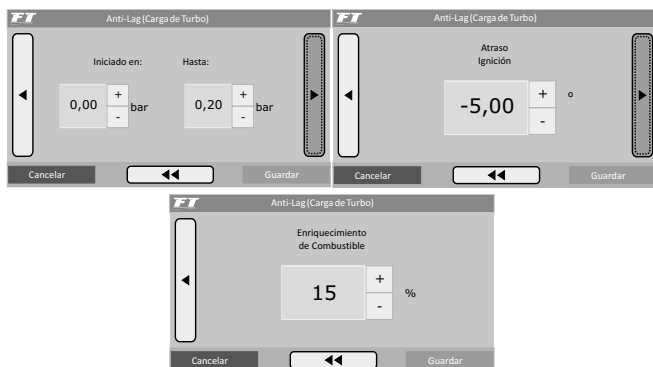 FT Anti-Lag (Carga de Turbo)
Iniciado en: Hasta:
0,00 + - bar 0,20 + - bar
Cancelar Guardar
FT Anti-Lag (Carga de Turbo)
Atraso
Ignición
-5,00 + - º
Cancelar Guardar
FT Anti-Lag (Carga de Turbo)
Enriquecimiento
de Combustible
15 + - %
Cancelar Guardar